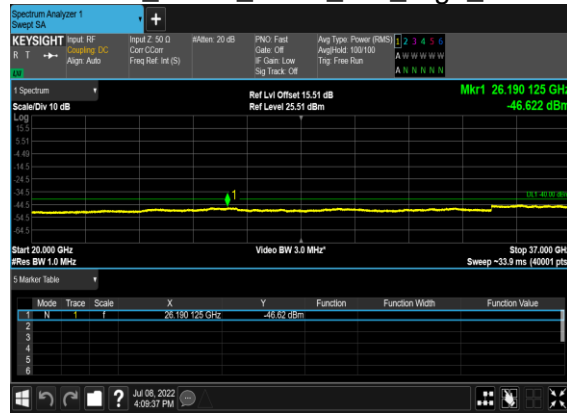 Spectrum Analyzer 1
Swept SA
KEYSIGHT Input: RF Input Z: 50 Ω #Atten: 20 dB PNO: Fast Avg Type: Power (RMS) 1 2 3 4 5 6
R T Coupling: DC Corr CCorr Gate: Off Avg|Hold: 100/100 A W W W W W
Align: Auto Freq Ref: Int (S) IF Gain: Low Trig: Free Run
Sig Track: Off A N N N N N
1 Spectrum Ref Lvl Offset 15.51 dB Mkr1 26.190 125 GHz
Scale/Div 10 dB Ref Level 25.51 dBm -46.622 dBm
Log
15.5
5.51
-4.49
-14.5
-24.5
-34.5 1 DL1 -40.00 dBm
-44.5
-54.5
-64.5
Start 20.000 GHz Video BW 3.0 MHz* Stop 37.000 GHz
#Res BW 1.0 MHz Sweep ~33.9 ms (40001 pts)
5 Marker Table
Mode Trace Scale X Y Function Function Width Function Value
1 N 1 f 26.190 125 GHz -46.62 dBm
2
3
4
5
6
? Jul 08, 2022
4:09:37 PM